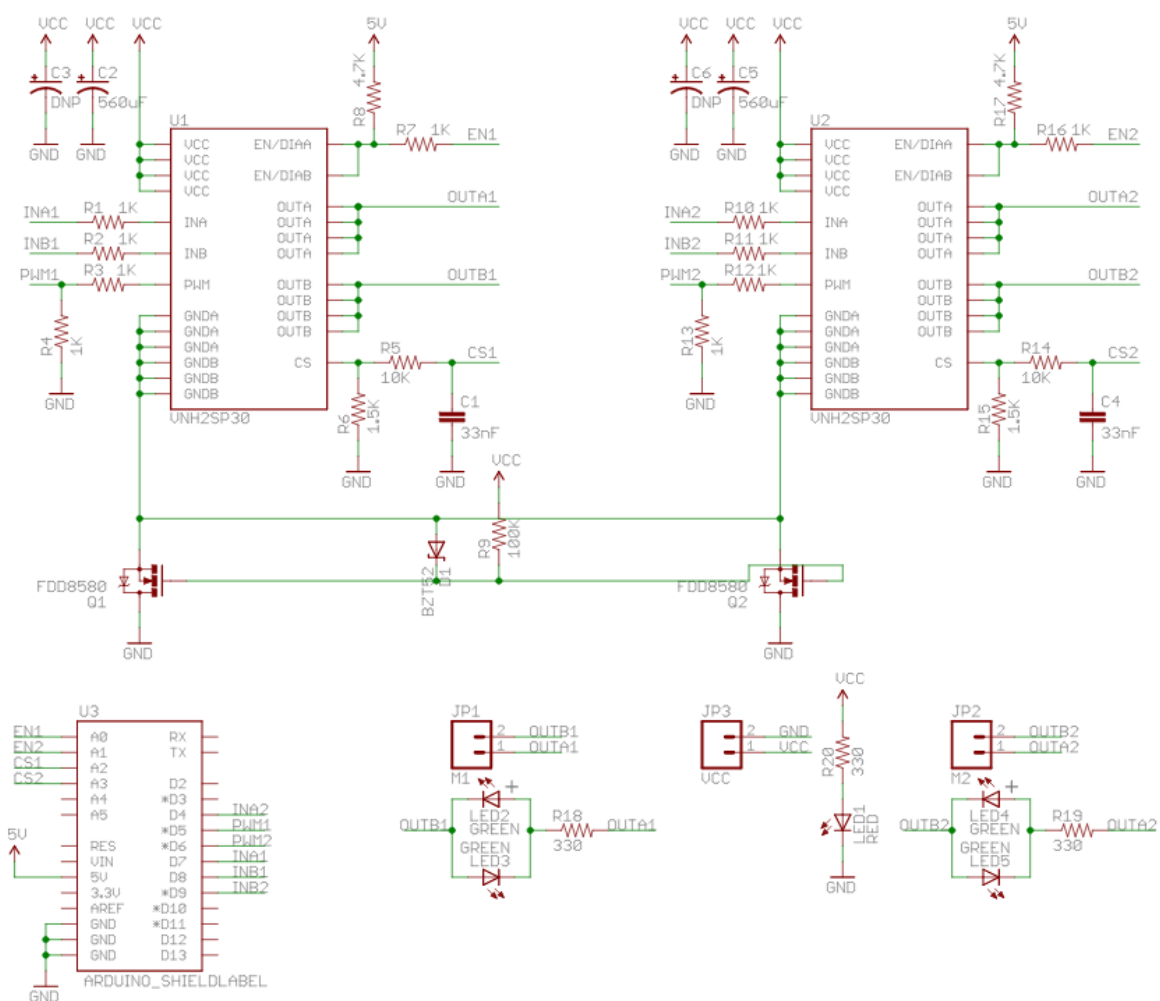 VCC VCC VCC 5V VCC VCC VCC 5V
C3 C2 4.7K C6 C5 4.7K
DNP 560uF R8 DNP 560uF R17
U1 R7 1K EN1 U2 R16 1K EN2
GND GND GND GND
VCC EN/DIAA VCC EN/DIAA
VCC VCC
VCC EN/DIAB VCC EN/DIAB
VCC VCC
OUTA OUTA1 OUTA OUTA2
INA1 R1 1K INA OUTA INA2 R10 1K INA OUTA
OUTA OUTA
INB1 R2 1K INB OUTA INB2 R11 1K INB OUTA
PWM1 R3 1K PWM OUTB OUTB1 PWM2 R12 1K PWM OUTB OUTB2
OUTB OUTB
GNDA OUTB GNDA OUTB
GNDA OUTB GNDA OUTB
R4 1K GNDA R13 1K GNDA
GNDB CS R5 10K CS1 GNDB CS R14 10K CS2
GNDB GNDB
GND GNDB GND GNDB
VNH2SP30 R6 1.5K C1 33nF VNH2SP30 R15 1.5K C4 33nF
GND GND GND GND
VCC
R9 100K
FDD8580 BZT52 D1 FDD8580
Q1 Q2
GND GND
U3
EN1 A0 RX
EN2 A1 TX
CS1 A2
CS2 A3 D2
A4 *D3
A5 D4 INA2
5V *D5 PWM1
RES *D6 PWM2
VIN D7 INA1
5V D8 INB1
3.3V *D9 INB2
AREF *D10
GND *D11
GND D12
GND D13
GND ARDUINO_SHIELDLABEL
JP1
2 OUTB1
1 OUTA1
M1
+
LED2
OUTB1 GREEN R18 OUTA1
GREEN 330
LED3
JP3
2 GND
1 VCC
VCC
VCC
R20 330
LED1 RED
GND
JP2
2 OUTB2
1 OUTA2
M2
+
LED4
OUTB2 GREEN R19 OUTA2
GREEN 330
LED5